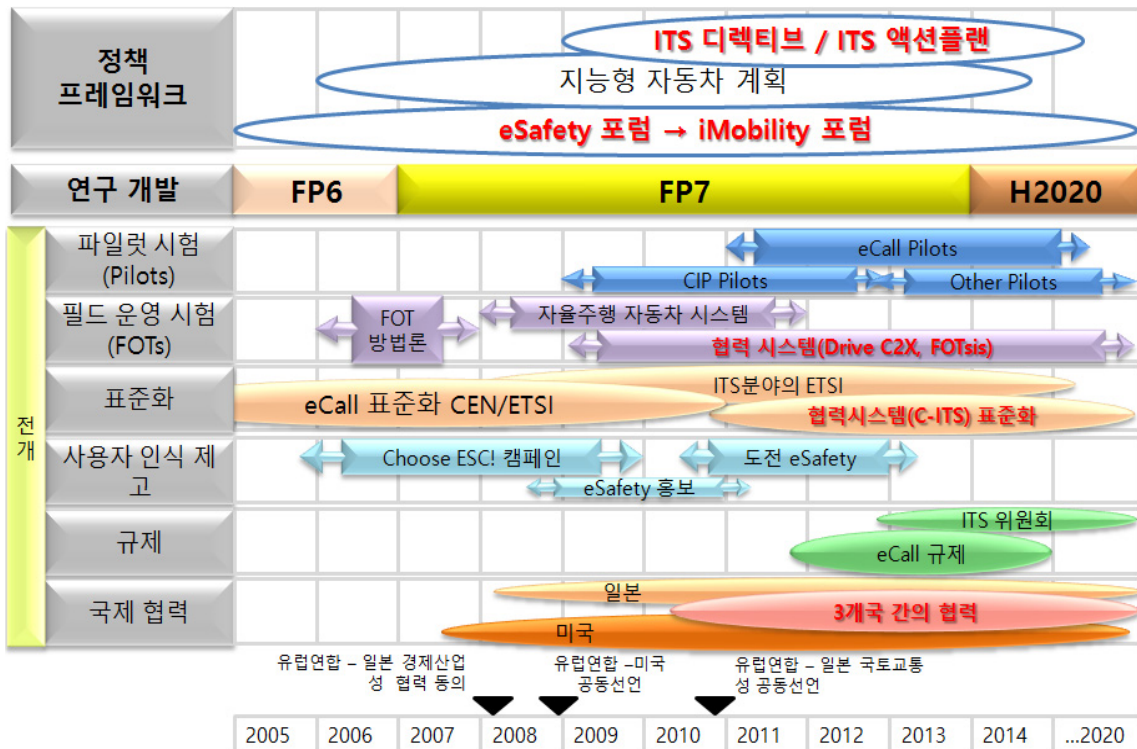 정책
프레임워크
ITS 디렉티브 / ITS 액션플랜
지능형 자동차 계획
eSafety 포럼 → iMobility 포럼
연구 개발
FP6
FP7
H2020
전개
파일럿 시험
(Pilots)
eCall Pilots
CIP Pilots
Other Pilots
필드 운영 시험
(FOTs)
FOT
방법론
자율주행 자동차 시스템
협력 시스템(Drive C2X, FOTsis)
표준화
eCall 표준화 CEN/ETSI
ITS분야의 ETSI
협력시스템(C-ITS) 표준화
사용자 인식 제
고
Choose ESC! 캠페인
도전 eSafety
eSafety 홍보
규제
ITS 위원회
eCall 규제
국제 협력
일본
3개국 간의 협력
미국
유럽연합 – 일본 경제산업
성 협력 동의
유럽연합 –미국
공동선언
유럽연합 – 일본 국토교통
성 공동선언
2005
2006
2007
2008
2009
2010
2011
2012
2013
2014
...2020